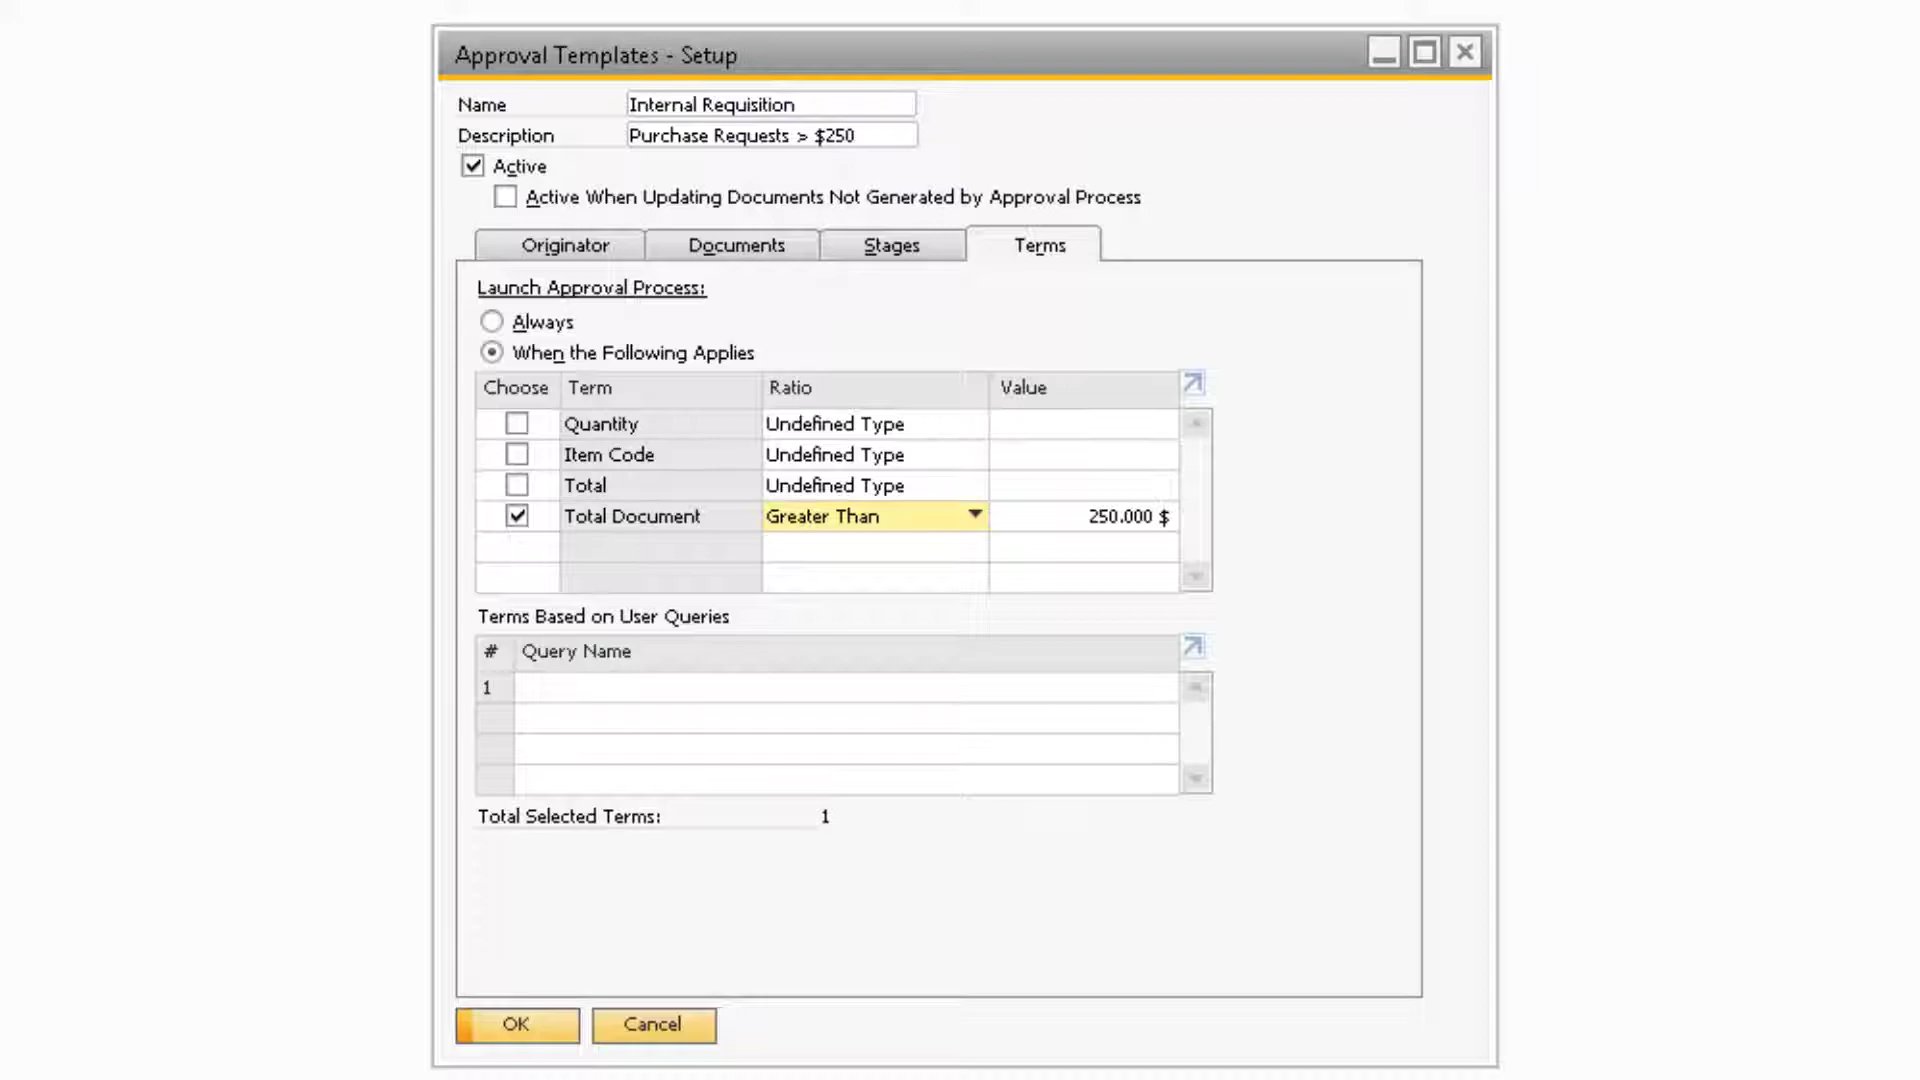 Approval Templates - Setup
Name Internal Requisition
Description Purchase Requests > $250
Active
Active When Updating Documents Not Generated by Approval Process
Originator Documents Stages Terms
Launch Approval Process:
Always
When the Following Applies
Choose Term Ratio Value
Quantity Undefined Type
Item Code Undefined Type
Total Undefined Type
Total Document Greater Than 250.000 $
Terms Based on User Queries
# Query Name
1
Total Selected Terms: 1
OK Cancel